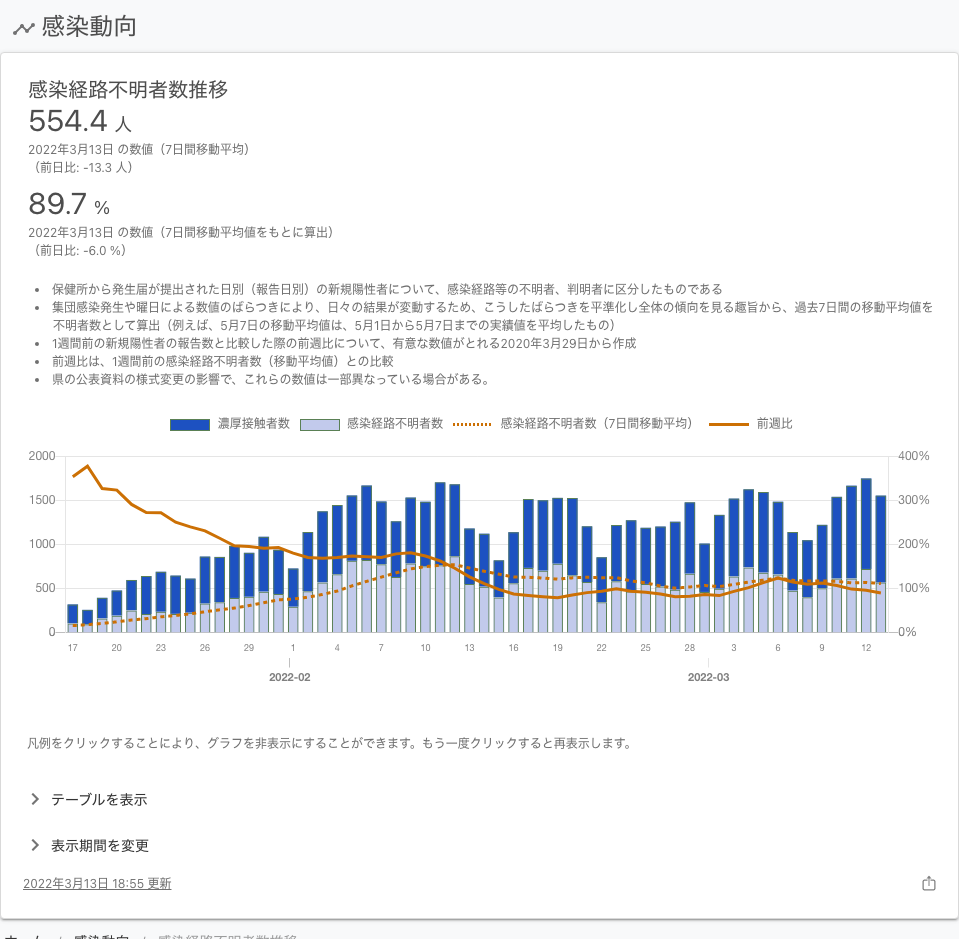 感染動向
感染経路不明者数推移
554.4 人
2022年3月13日 の数値（7日間移動平均）
（前日比: -13.3 人）
89.7 %
2022年3月13日 の数値（7日間移動平均値をもとに算出）
（前日比: -6.0 %）
• 保健所から発生届が提出された日別（報告日別）の新規陽性者について、感染経路等の不明者、判明者に区分したものである
• 集団感染発生や曜日による数値のばらつきにより、日々の結果が変動するため、こうしたばらつきを平準化し全体の傾向を見る趣旨から、過去7日間の移動平均値を
不明者数として算出（例えば、5月7日の移動平均値は、5月1日から5月7日までの実績値を平均したもの）
• 1週間前の新規陽性者の報告数と比較した際の前週比について、有意な数値がとれる2020年3月29日から作成
• 前週比は、1週間前の感染経路不明者数（移動平均値）との比較
• 県の公表資料の様式変更の影響で、これらの数値は一部異なっている場合がある。
濃厚接触者数 感染経路不明者数 感染経路不明者数（7日間移動平均） 前週比
2000 400%
1500 300%
1000 200%
500 100%
0 0%
17 20 23 26 29 1 4 7 10 13 16 19 22 25 28 3 6 9 12
2022-02 2022-03
凡例をクリックすることにより、グラフを非表示にすることができます。もう一度クリックすると再表示します。
テーブルを表示
表示期間を変更
2022年3月13日 18:55 更新
ホーム / 感染動向 / 感染経路不明者数推移